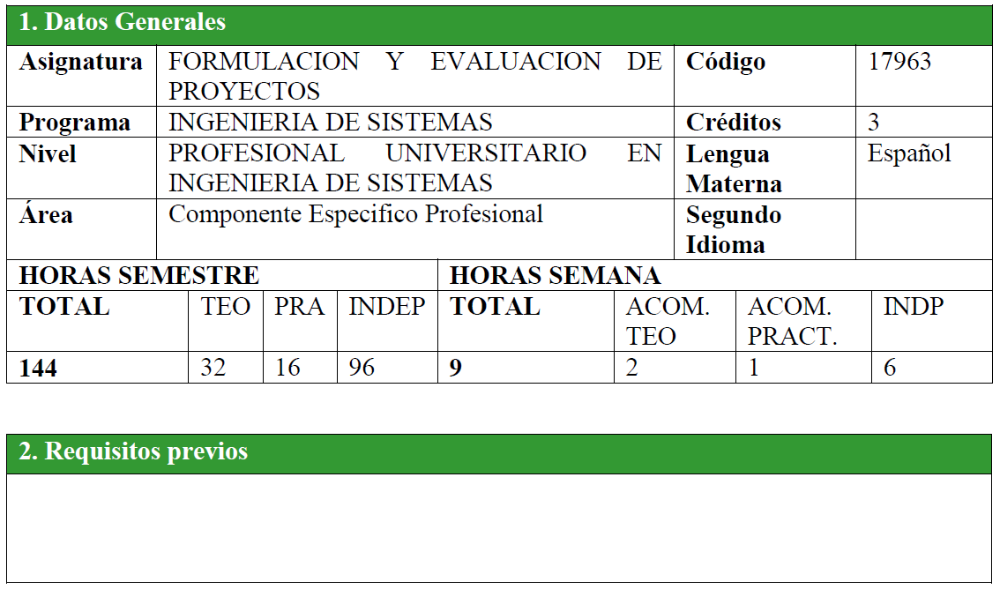 1. Datos Generales
Asignatura FORMULACION Y EVALUACION DE PROYECTOS Código 17963
Programa INGENIERIA DE SISTEMAS Créditos 3
Nivel PROFESIONAL UNIVERSITARIO EN INGENIERIA DE SISTEMAS Lengua Materna Español
Área Componente Especifico Profesional Segundo Idioma
HORAS SEMESTRE HORAS SEMANA
TOTAL TEO PRA INDEP TOTAL ACOM. TEO ACOM. PRACT. INDP
144 32 16 96 9 2 1 6
2. Requisitos previos